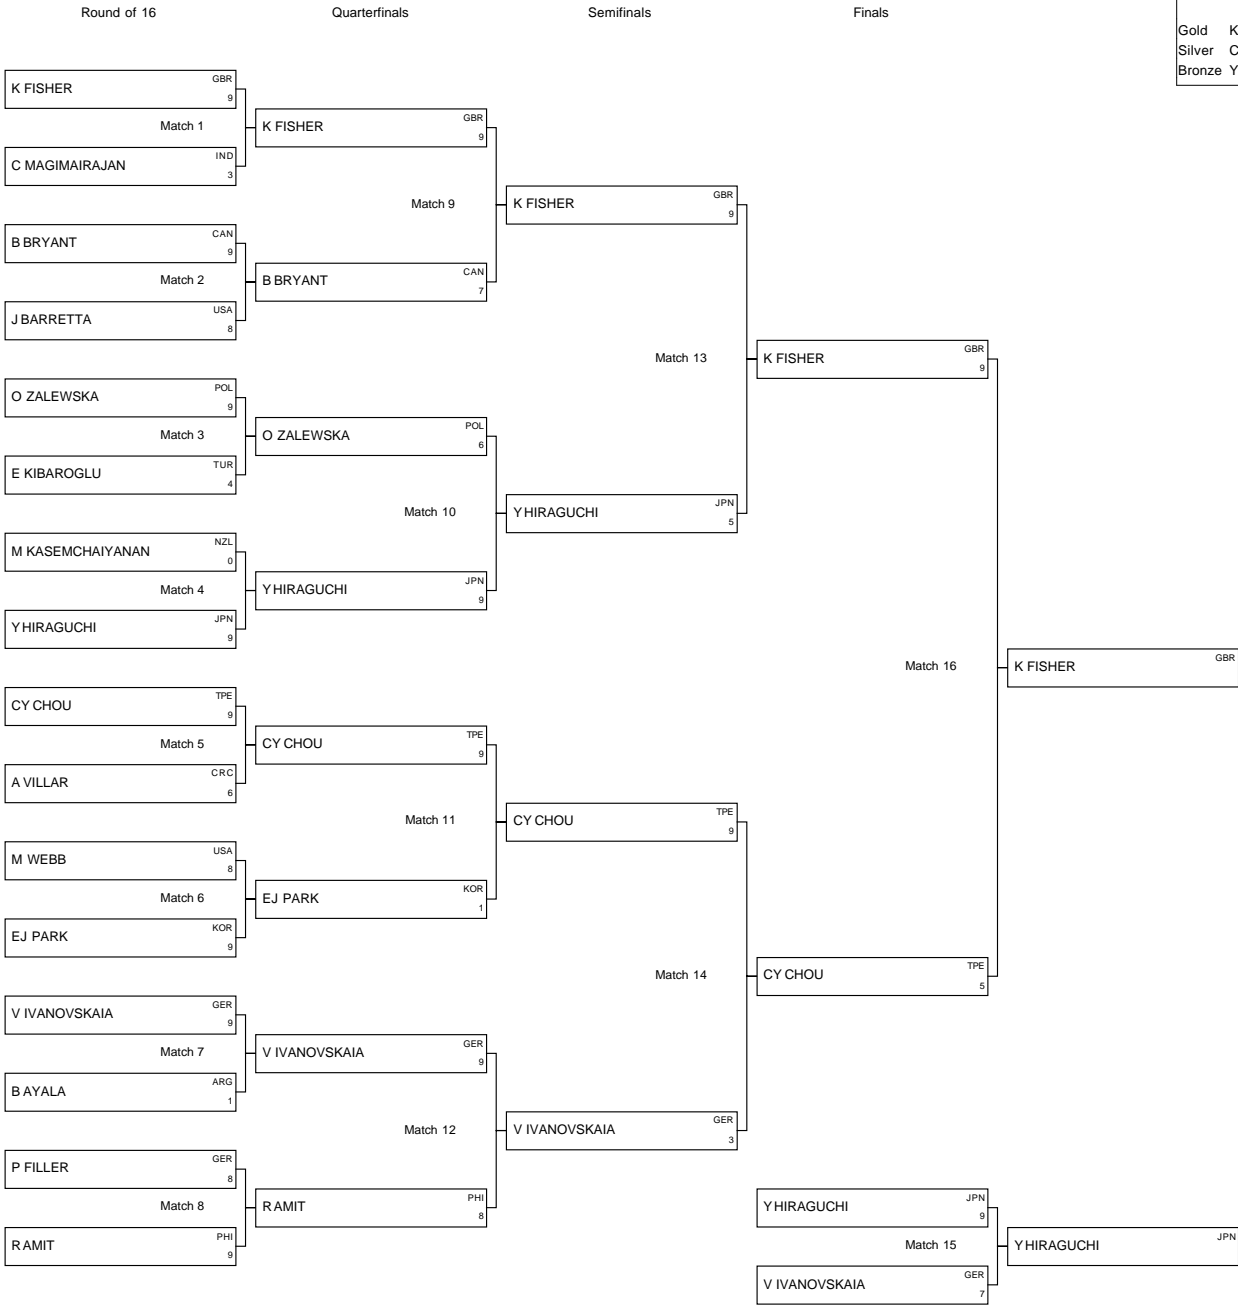 Round of 16 Quarterfinals Semifinals Finals
Gold K
Silver C
Bronze Y
K FISHER GBR 9
Match 1
C MAGIMAIRAJAN IND 3
B BRYANT CAN 9
Match 2
J BARRETTA USA 8
O ZALEWSKA POL 9
Match 3
E KIBAROGLU TUR 4
M KASEMCHAIYANAN NZL 0
Match 4
Y HIRAGUCHI JPN 9
CY CHOU TPE 9
Match 5
A VILLAR CRC 6
M WEBB USA 8
Match 6
EJ PARK KOR 9
V IVANOVSKAIA GER 9
Match 7
B AYALA ARG 1
P FILLER GER 8
Match 8
R AMIT PHI 9
K FISHER GBR 9
Match 9
B BRYANT CAN 7
O ZALEWSKA POL 6
Match 10
Y HIRAGUCHI JPN 9
CY CHOU TPE 9
Match 11
EJ PARK KOR 1
V IVANOVSKAIA GER 9
Match 12
R AMIT PHI 8
K FISHER GBR 9
Match 13
Y HIRAGUCHI JPN 5
CY CHOU TPE 9
Match 14
V IVANOVSKAIA GER 3
K FISHER GBR 9
Match 16
CY CHOU TPE 5
K FISHER GBR
Y HIRAGUCHI JPN 9
Match 15
V IVANOVSKAIA GER 7
Y HIRAGUCHI JPN